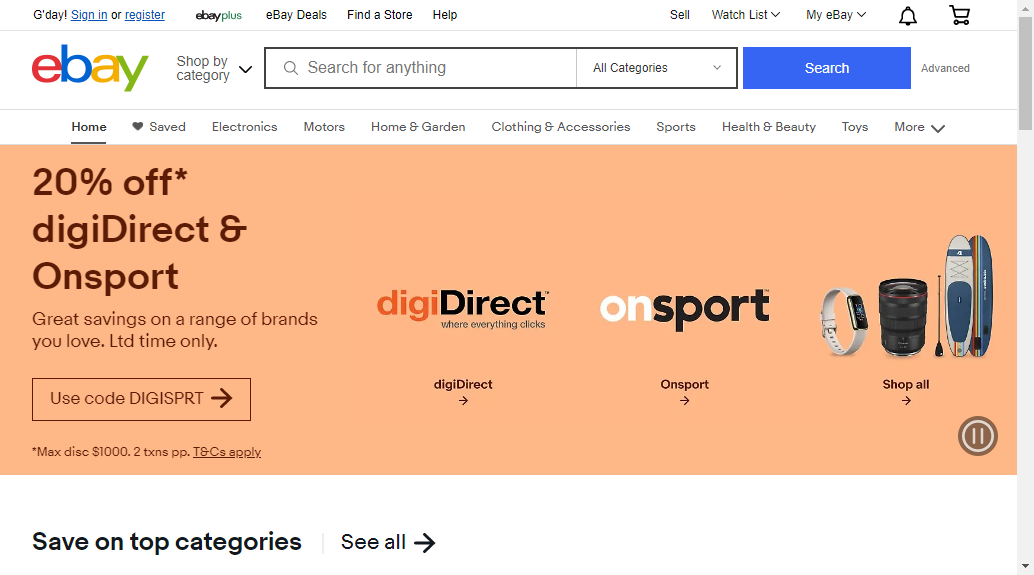 G'day! Sign in or register
ebayplus
eBay Deals
Find a Store
Help
Sell
Watch List
My eBay
ebay
Shop by
category
Search for anything
All Categories
Search
Advanced
Home
Saved
Electronics
Motors
Home & Garden
Clothing & Accessories
Sports
Health & Beauty
Toys
More
20% off*
digiDirect &
Onsport
Great savings on a range of brands
you love. Ltd time only.
Use code DIGISPRT
*Max disc $1000. 2 txns pp. T&Cs apply
digiDirect™
where everything clicks
digiDirect
onsport™
Onsport
Shop all
Save on top categories
See all